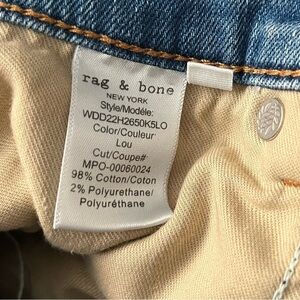 rag & bone
NEW YORK
Style/Modéle:
WDD22H2650K5LO
Color/Couleur
Lou
Cut/Coupe#
MPO-00060024
98% Cotton/Coton
2% Polyurethane/
Polyuréthane